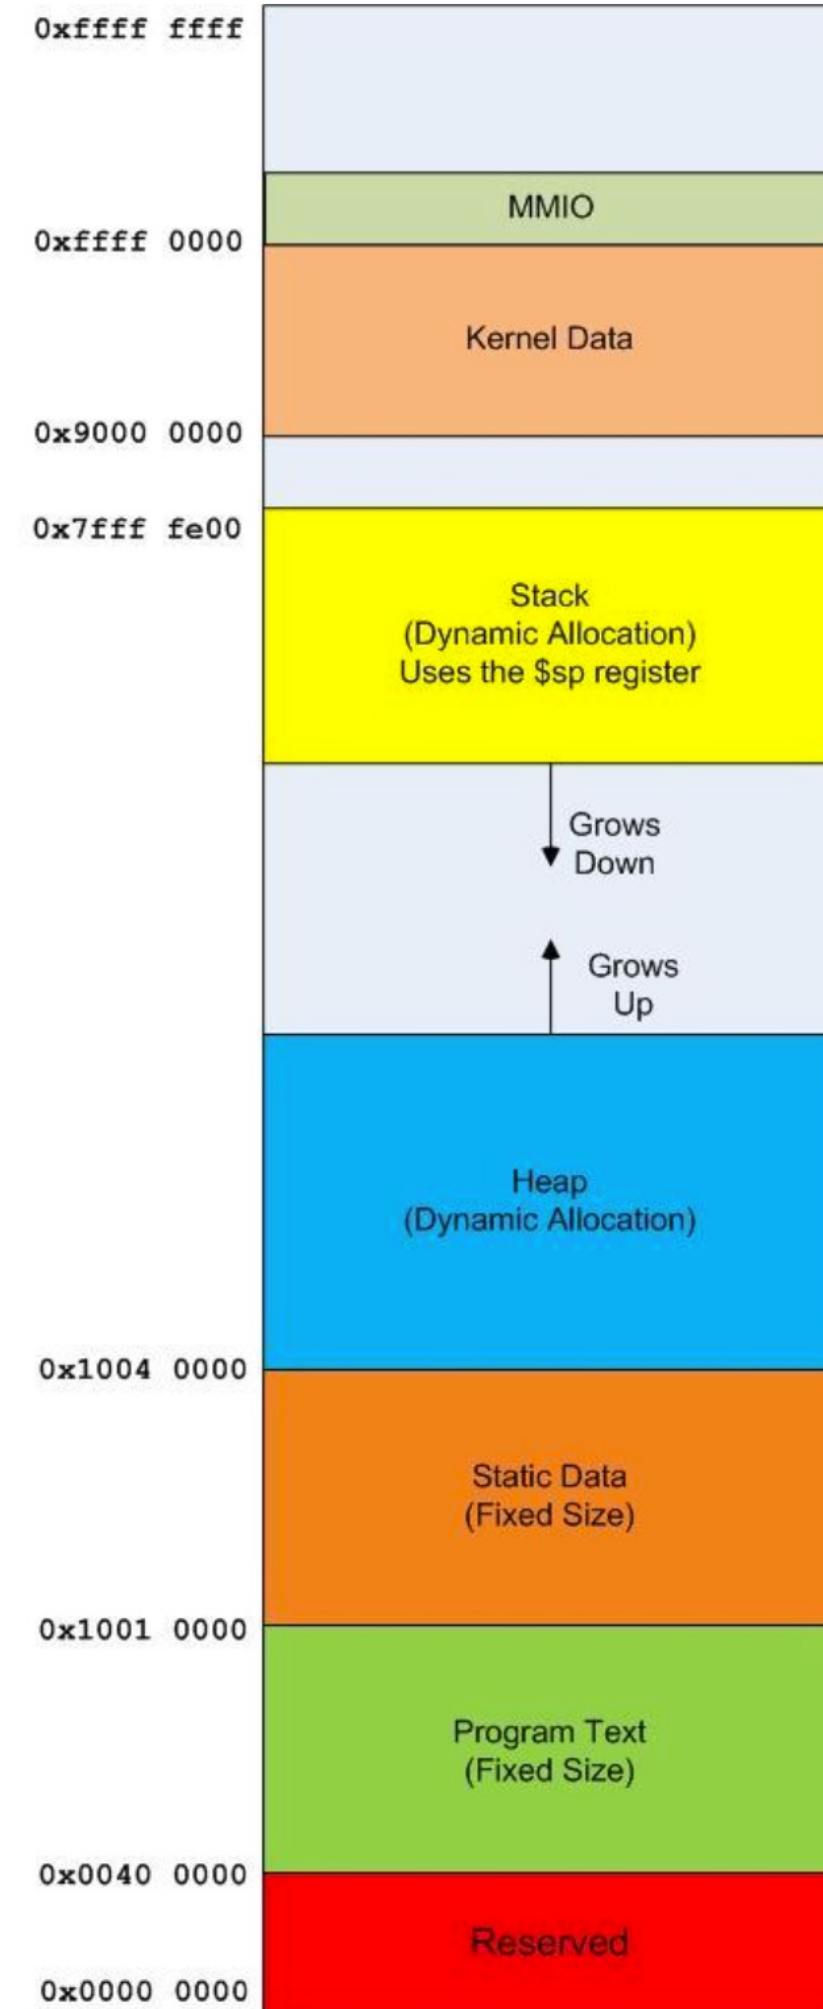 0xffff ffff
MMIO
0xffff 0000
Kernel Data
0x9000 0000
0x7fff fe00
Stack
(Dynamic Allocation)
Uses the $sp register
Grows
Down
Grows
Up
Heap
(Dynamic Allocation)
0x1004 0000
Static Data
(Fixed Size)
0x1001 0000
Program Text
(Fixed Size)
0x0040 0000
Reserved
0x0000 0000